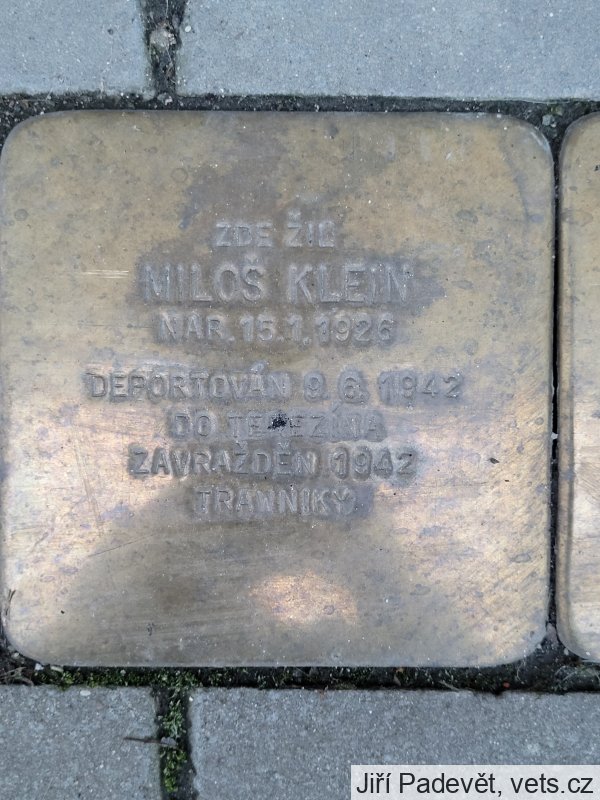 ZDE ŽIL
MILOŠ KLEIN
NAR. 15.1.1926
DEPORTOVÁN 9. 6. 1942
DO TEREZÍNA
ZAVRAŽDĚN 1942
TRAWNIKY
Jiří Padevět, vets.cz